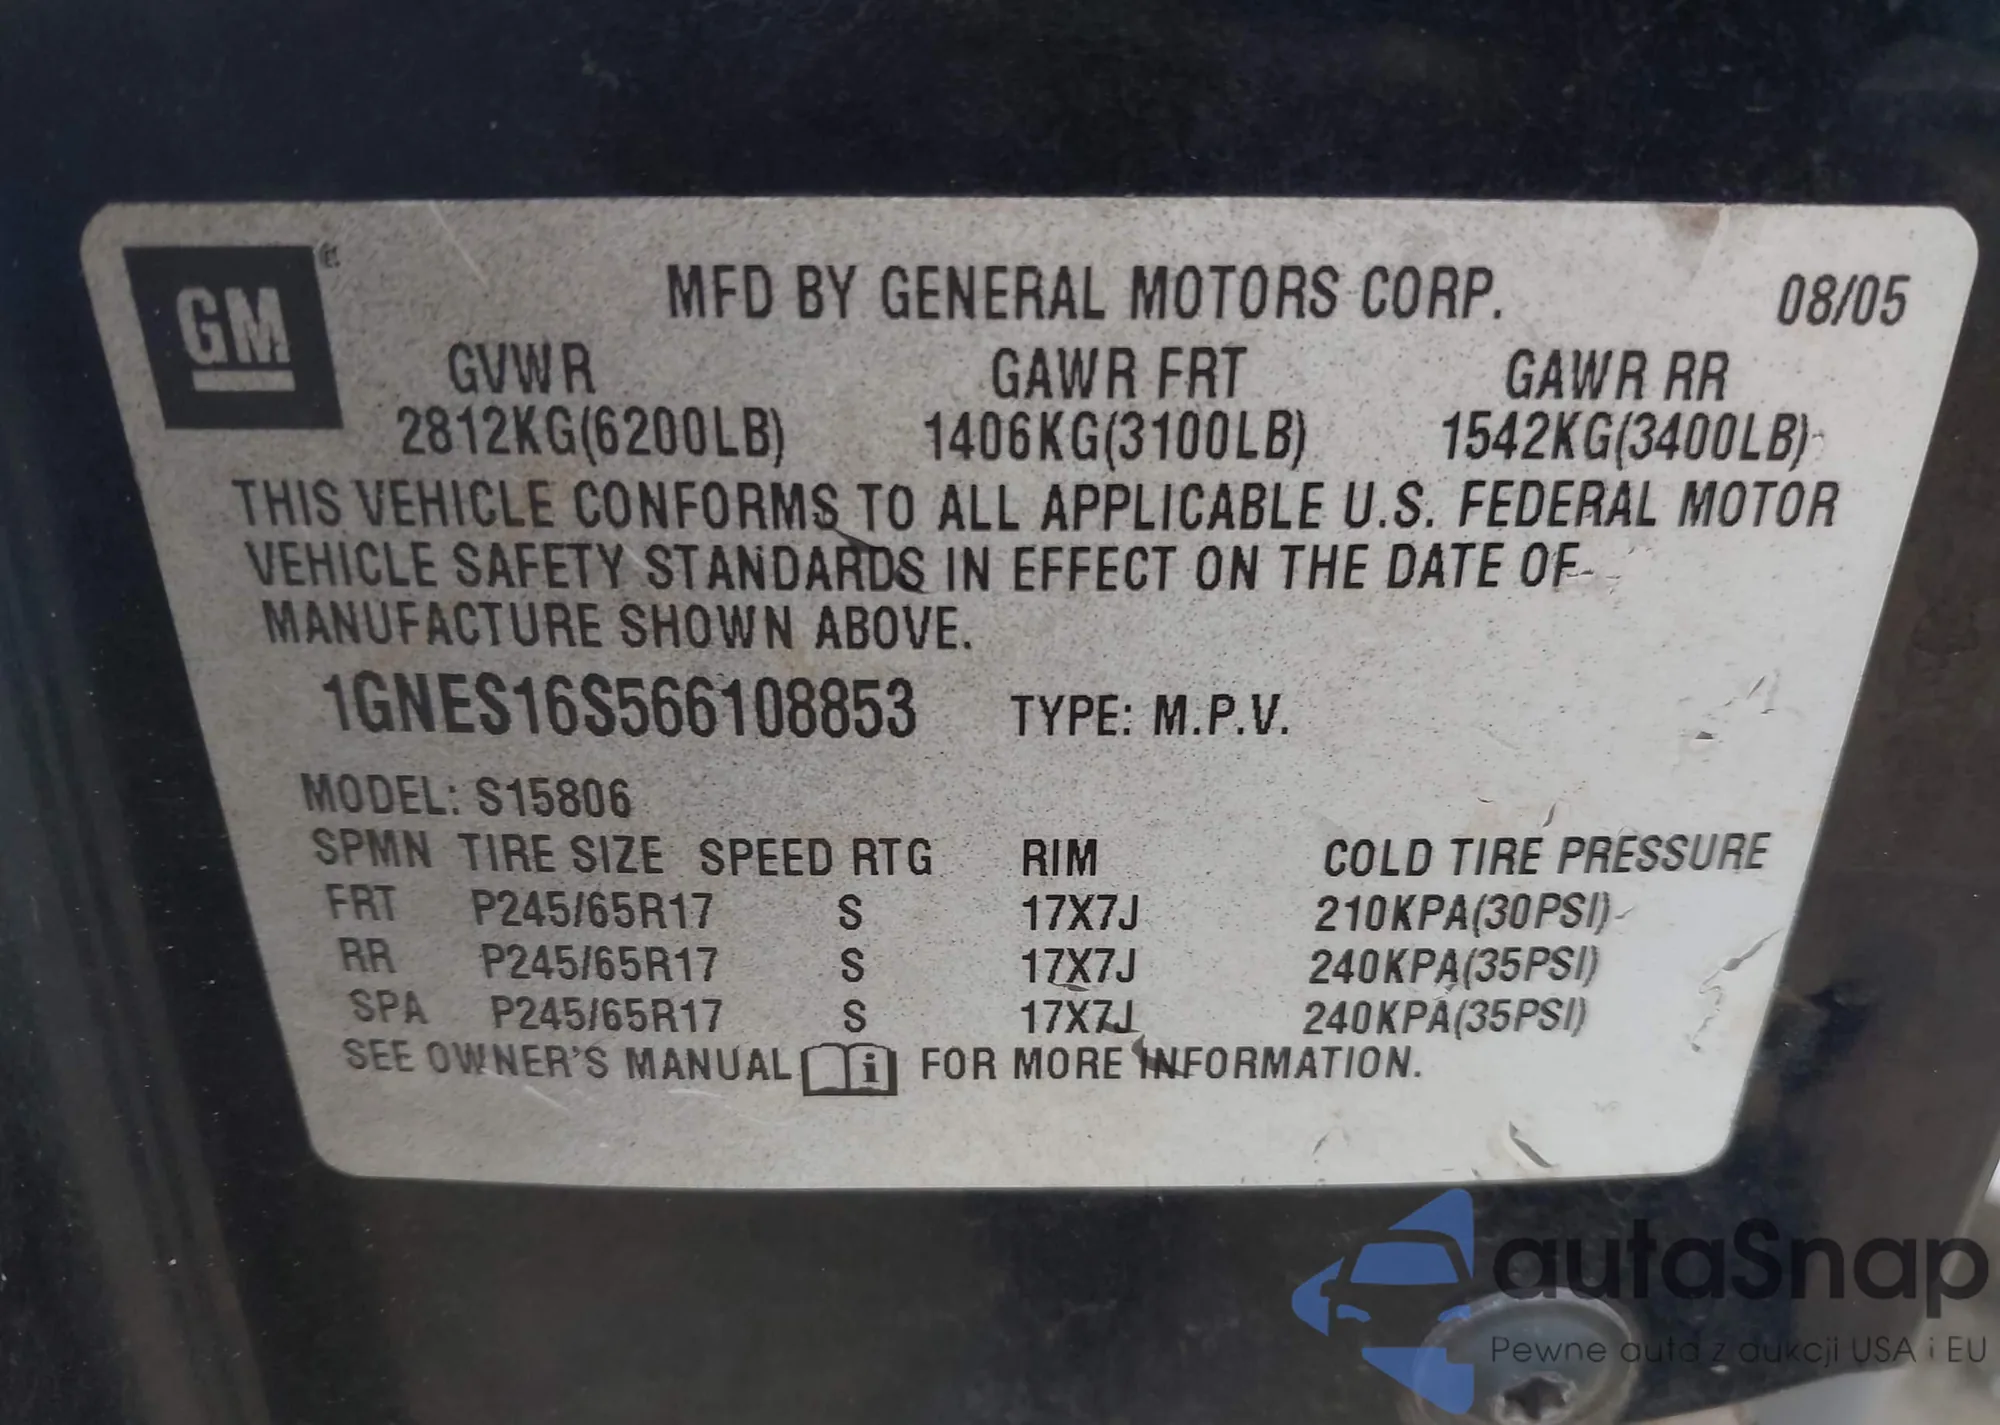 GM
MFD BY GENERAL MOTORS CORP. 08/05
GVWR GAWR FRT GAWR RR
2812KG(6200LB) 1406KG(3100LB) 1542KG(3400LB)
THIS VEHICLE CONFORMS TO ALL APPLICABLE U.S. FEDERAL MOTOR
VEHICLE SAFETY STANDARDS IN EFFECT ON THE DATE OF
MANUFACTURE SHOWN ABOVE.
1GNES16S566108853 TYPE: M.P.V.
MODEL: S15806
SPMN TIRE SIZE SPEED RTG RIM COLD TIRE PRESSURE
FRT P245/65R17 S 17X7J 210KPA(30PSI)
RR P245/65R17 S 17X7J 240KPA(35PSI)
SPA P245/65R17 S 17X7J 240KPA(35PSI)
SEE OWNER'S MANUAL i FOR MORE INFORMATION.
autaSnap
Pewne auta z aukcji USA i EU